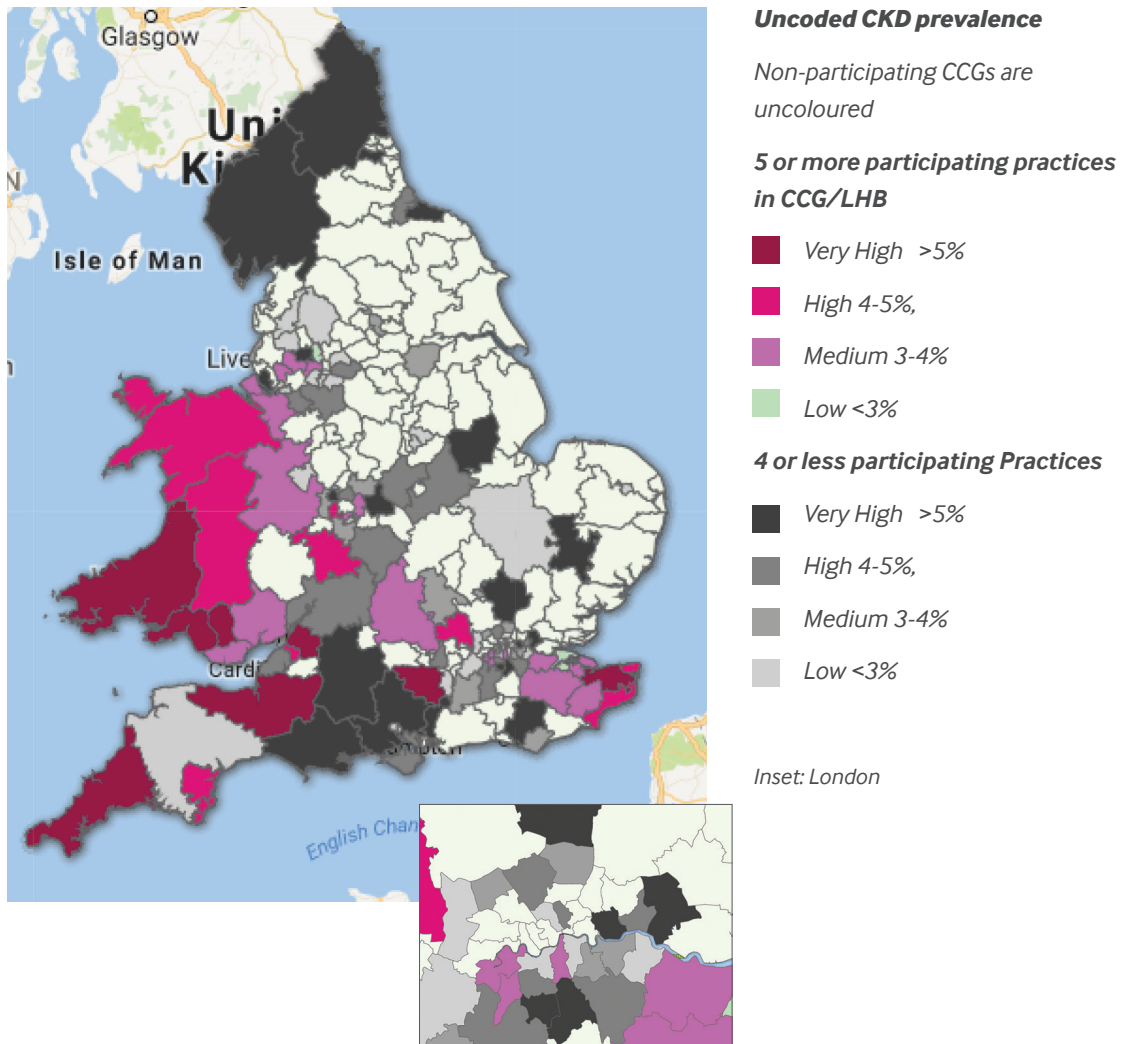 Glasgow
Uni
Ki
N
Isle of Man
Live
Cardi
English Chan
Uncoded CKD prevalence
Non-participating CCGs are
uncoloured
5 or more participating practices
in CCG/LHB
Very High >5%
High 4-5%,
Medium 3-4%
Low <3%
4 or less participating Practices
Very High >5%
High 4-5%,
Medium 3-4%
Low <3%
Inset: London